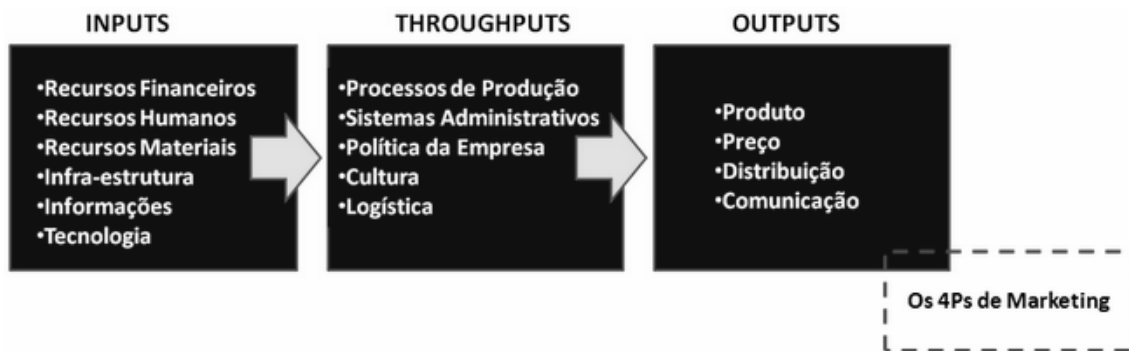 INPUTS
•Recursos Financeiros
•Recursos Humanos
•Recursos Materiais
•Infra-estrutura
•Informações
•Tecnologia
THROUGHPUTS
•Processos de Produção
•Sistemas Administrativos
•Política da Empresa
•Cultura
•Logística
OUTPUTS
•Produto
•Preço
•Distribuição
•Comunicação
Os 4Ps de Marketing